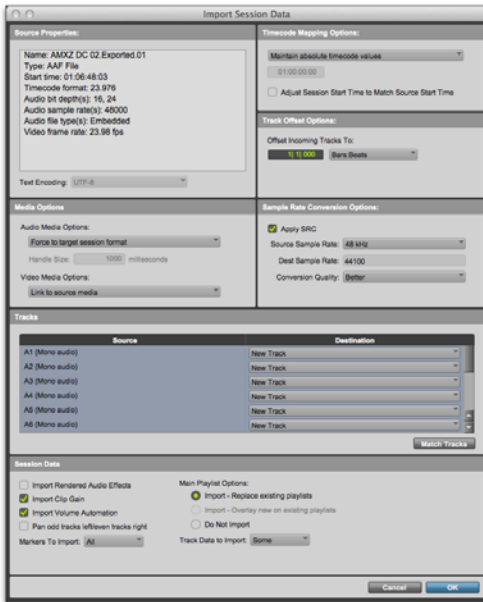 Import Session Data
Source Properties:
Name: AMXZ DC 02.Exported.01
Type: AAF File
Start time: 01:06:48:03
Timecode format: 23.976
Audio bit depth(s): 16, 24
Audio sample rate(s): 48000
Audio file type(s): Embedded
Video frame rate: 23.98 fps
Text Encoding: UTF-8
Timecode Mapping Options:
Maintain absolute timecode values
01:00:00:00
Adjust Session Start Time to Match Source Start Time
Track Offset Options:
Offset Incoming Tracks To:
1| 1| 000 Bars:Beats
Media Options
Audio Media Options:
Force to target session format
Handle Size: 1000 milliseconds
Video Media Options:
Link to source media
Sample Rate Conversion Options:
Apply SRC
Source Sample Rate: 48 kHz
Dest Sample Rate: 44100
Conversion Quality: Better
Tracks
Source Destination
A1 (Mono audio) New Track
A2 (Mono audio) New Track
A3 (Mono audio) New Track
A4 (Mono audio) New Track
A5 (Mono audio) New Track
A6 (Mono audio) New Track
Match Tracks
Session Data
Import Rendered Audio Effects
Import Clip Gain
Import Volume Automation
Pan odd tracks left/even tracks right
Markers To Import: All
Main Playlist Options:
Import - Replace existing playlists
Import - Overlay new on existing playlists
Do Not Import
Track Data to Import: Some
Cancel OK